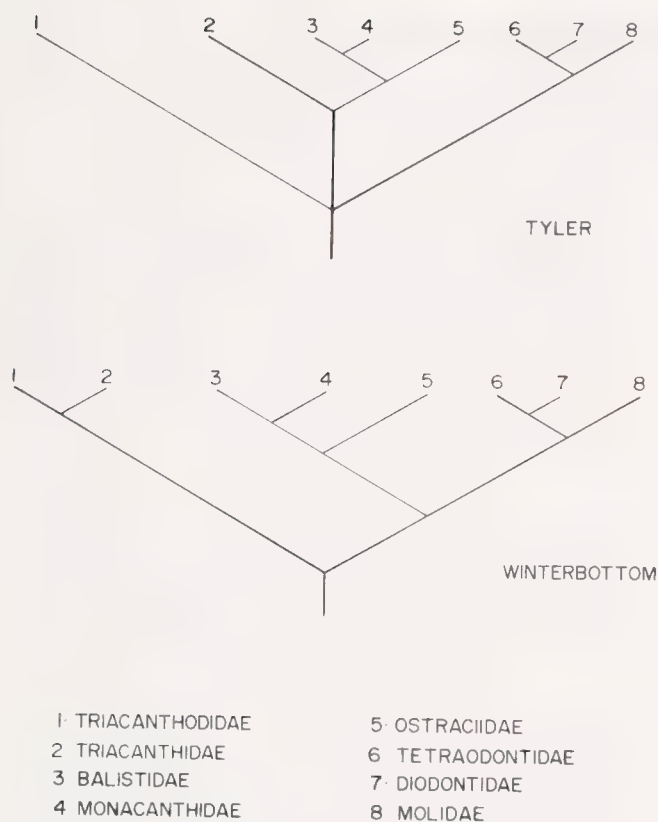 1 2 3 4 5 6 7 8
TYLER
1 2 3 4 5 6 7 8
WINTERBOTTOM
1. TRIACANTHODIDAE
2 TRIACANTHIDAE
3 BALISTIDAE
4 MONACANTHIDAE
5. OSTRACIIDAE
6 TETRAODONTIDAE
7. DIODONTIDAE
8 MOLIDAE